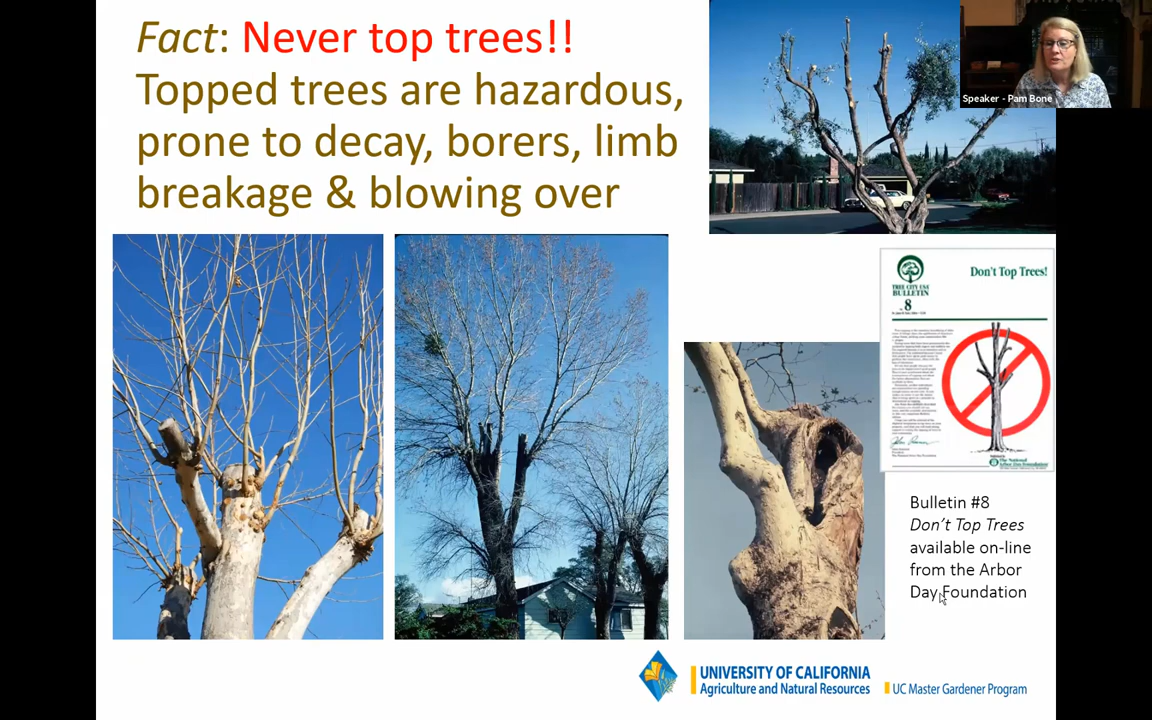 Fact: Never top trees!!
Topped trees are hazardous,
prone to decay, borers, limb
breakage & blowing over
Speaker - Pam Bone
TREE CITY USA
BULLETIN
8
Don't Top Trees!
Bulletin #8
Don't Top Trees
available on-line
from the Arbor
Day Foundation
UNIVERSITY OF CALIFORNIA
Agriculture and Natural Resources
UC Master Gardener Program